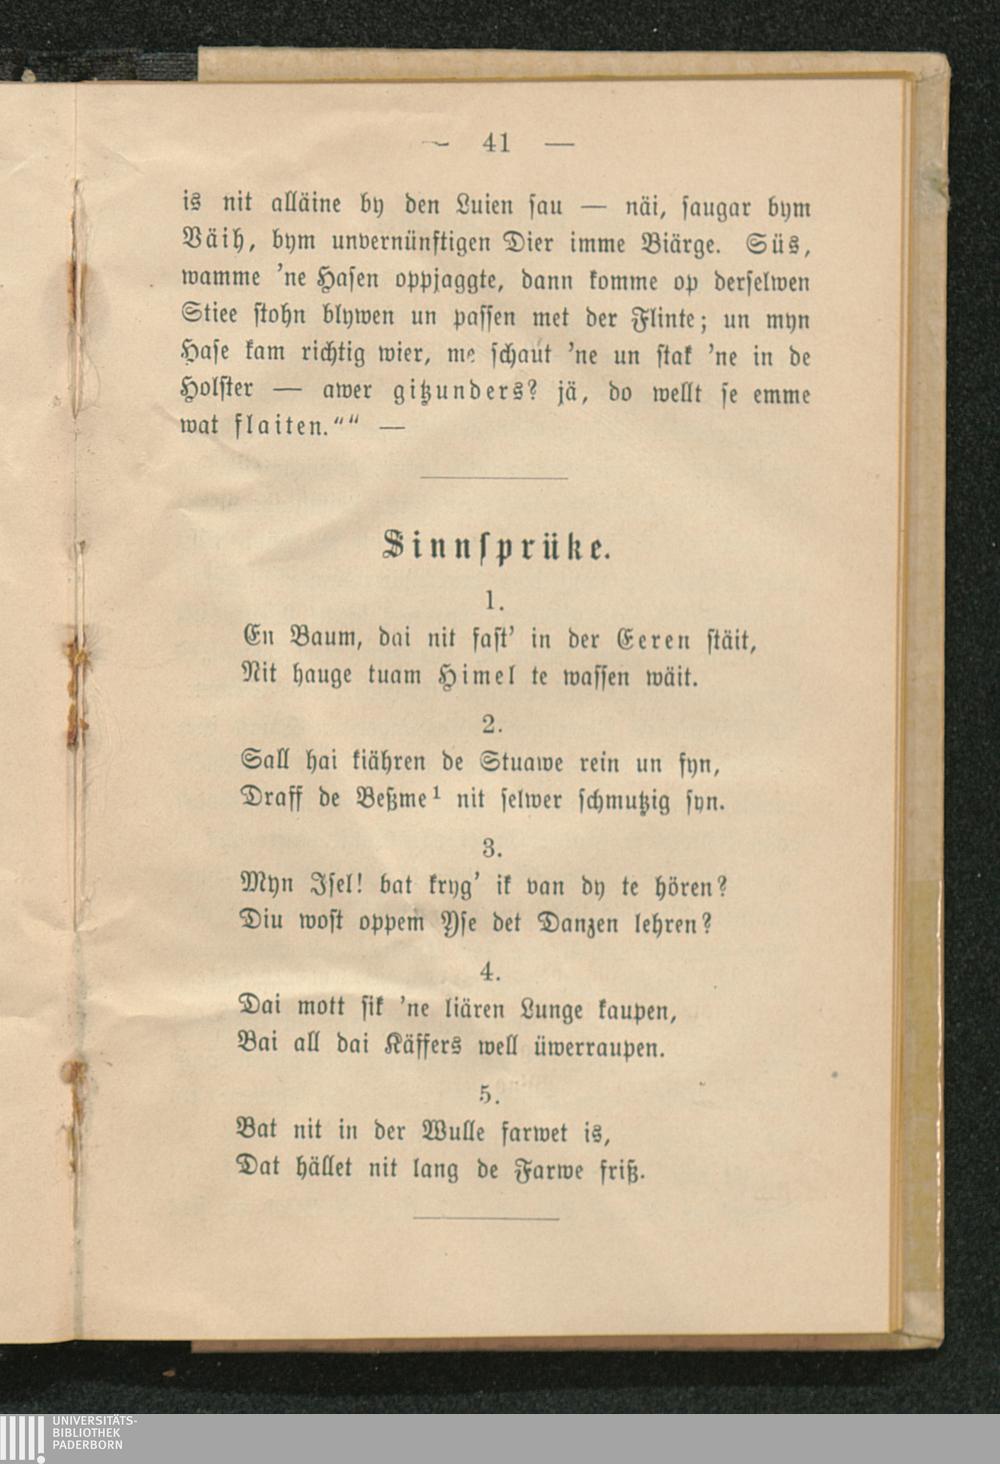 — 41 —
is nit alläine by den Luien sau — näi, saugar bym
Väih, bym unvernünftigen Dier imme Biärge. Süs,
wamme 'ne Hasen oppjaggte, dann komme op derselwen
Stiee stohn blywen un passen met der Flinte; un myn
Hase kam richtig wier, me schaut 'ne un stak 'ne in de
Holster — awer gitzunders? jä, do wellt se emme
wat flaiten."" —
Sinnsprüke.
1.
En Baum, dai nit fast' in der Eeren stäit,
Nit hauge tuam Himel te wassen wäit.
2.
Sall hai kiähren de Stuawe rein un fyn,
Draff de Beßme¹ nit selwer schmutzig syn.
3.
Myn Isel! bat kryg' ik van dy te hören?
Diu wost oppem Yse det Danzen lehren?
4.
Dai mott sik 'ne liären Lunge kaupen,
Bai all dai Käffers well üwerraupen.
5.
Bat nit in der Wulle farwet is,
Dat hället nit lang de Farwe friß.
UNIVERSITÄTS-
BIBLIOTHEK
PADERBORN